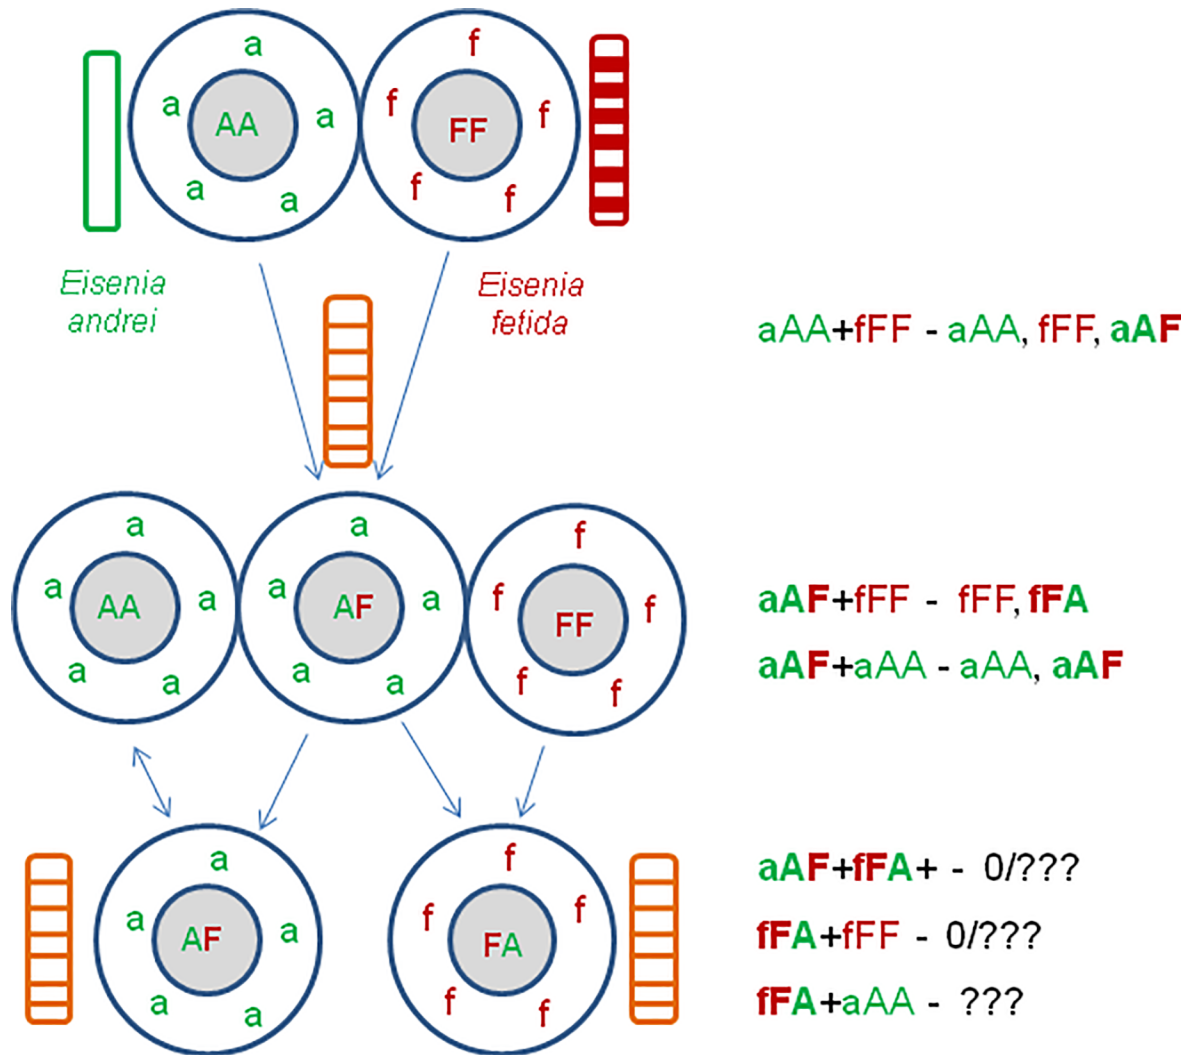 a
f
a
a
f
f
AA
FF
a
a
f
f
Eisenia
andrei
Eisenia
fetida
aAA+fFF - aAA, fFF, aAF
a
a
f
a
a
a
a
f
f
AA
AF
FF
a
a
a
a
f
f
aAF+fFF - fFF, fFA
aAF+aAA - aAA, aAF
a
f
a
a
f
f
AF
FA
a
a
f
f
aAF+fFA+ - 0/???
fFA+fFF - 0/???
fFA+aAA - ???